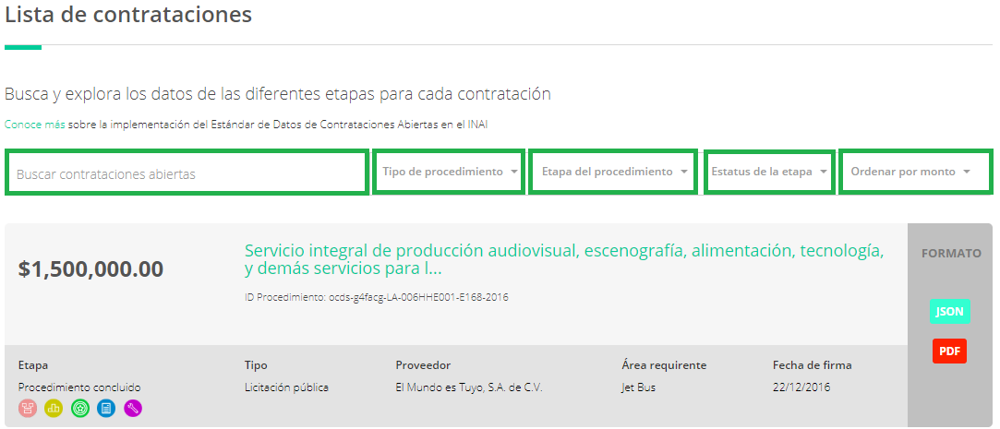 Lista de contrataciones
Busca y explora los datos de las diferentes etapas para cada contratación
Conoce más sobre la implementación del Estándar de Datos de Contrataciones Abiertas en el INAI
Buscar contrataciones abiertas
Tipo de procedimiento
Etapa del procedimiento
Estatus de la etapa
Ordenar por monto
$1,500,000.00
Servicio integral de producción audiovisual, escenografía, alimentación, tecnología,
y demás servicios para l...
ID Procedimiento: ocds-g4facg-LA-006HHE001-E168-2016
FORMATO
JSON
PDF
Etapa
Procedimiento concluido
Tipo
Licitación pública
Proveedor
El Mundo es Tuyo, S.A. de C.V.
Área requirente
Jet Bus
Fecha de firma
22/12/2016